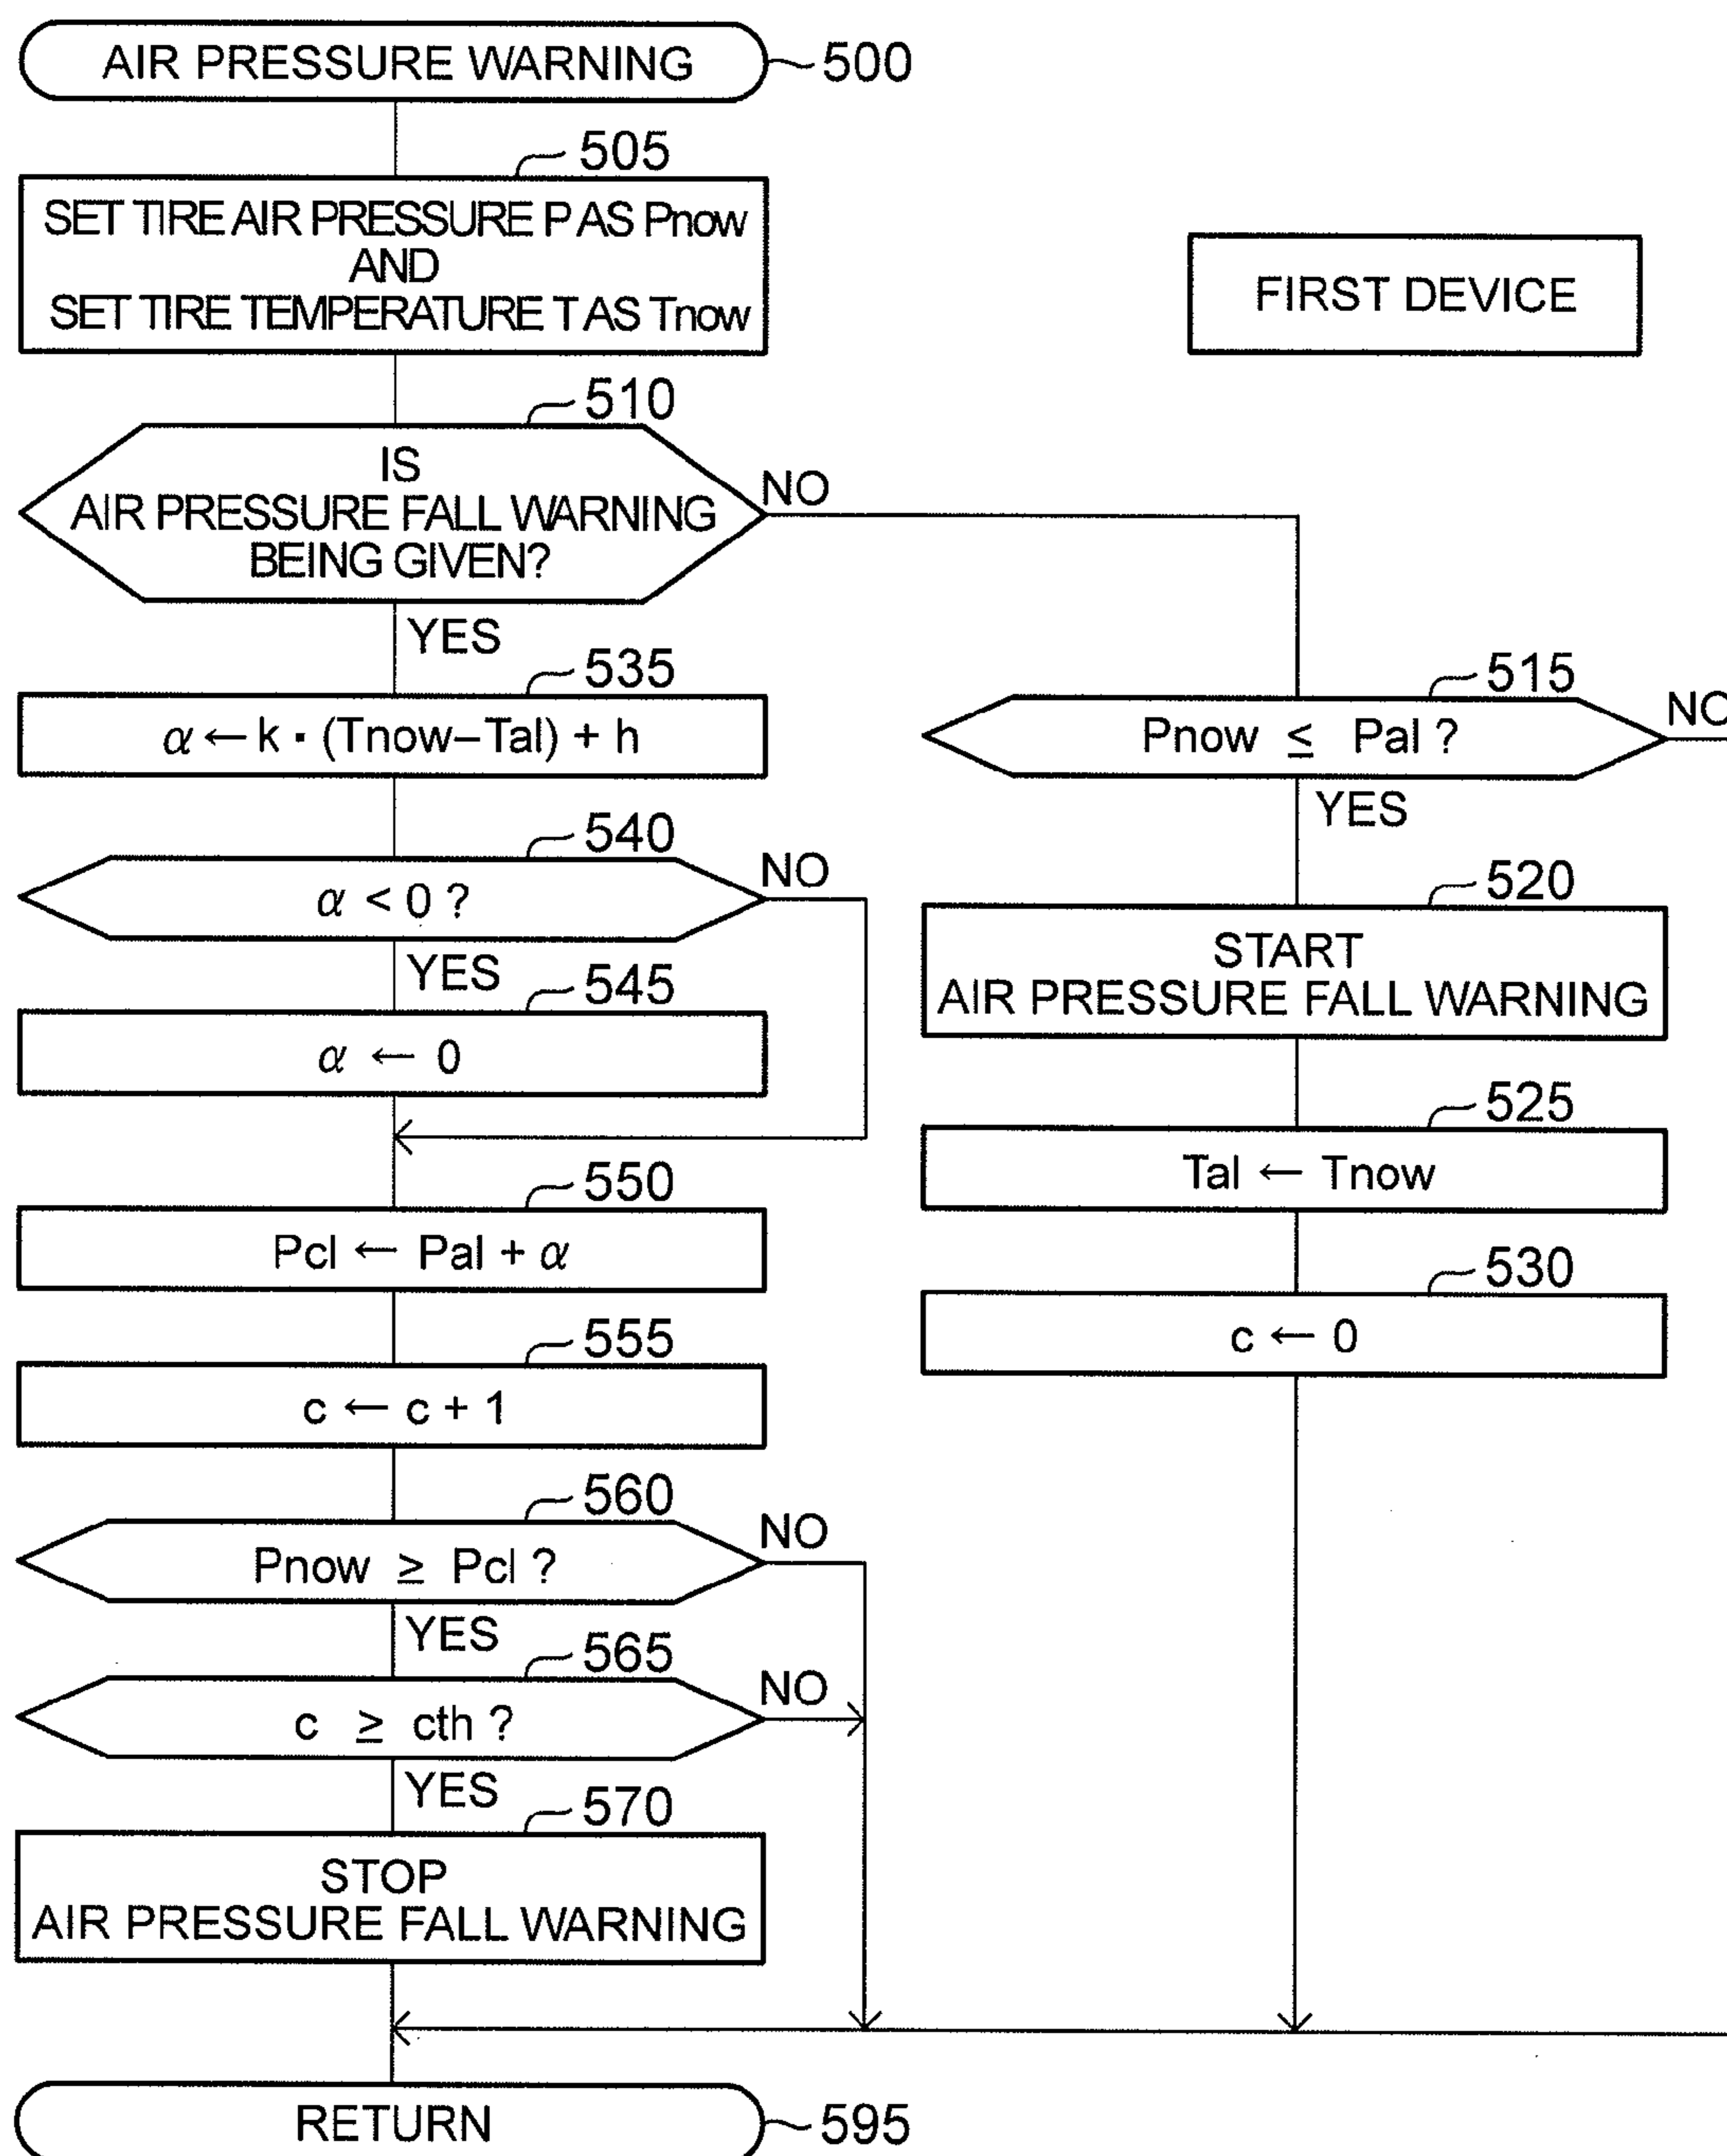 AIR PRESSURE WARNING
500
505
SET TIRE AIR PRESSURE P AS Pnow
AND
SET TIRE TEMPERATURE T AS Tnow
FIRST DEVICE
510
IS
AIR PRESSURE FALL WARNING
BEING GIVEN?
NO
YES
535
α ← k ▪ (Tnow–Tal) + h
540
α < 0 ?
NO
YES
545
α ← 0
550
Pcl ← Pal + α
555
c ← c + 1
560
Pnow ≥ Pcl ?
NO
YES
565
c ≥ cth ?
NO
YES
570
STOP
AIR PRESSURE FALL WARNING
515
Pnow ≤ Pal ?
NO
YES
520
START
AIR PRESSURE FALL WARNING
525
Tal ← Tnow
530
c ← 0
RETURN
595